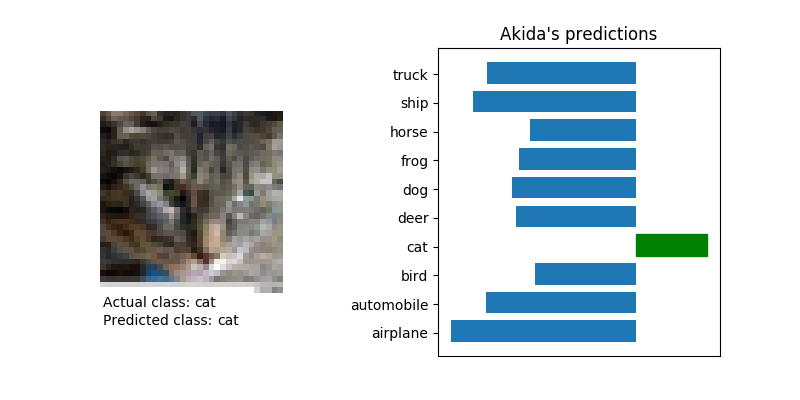 Akida's predictions
truck
ship
horse
frog
dog
deer
cat
bird
automobile
airplane
Actual class: cat
Predicted class: cat